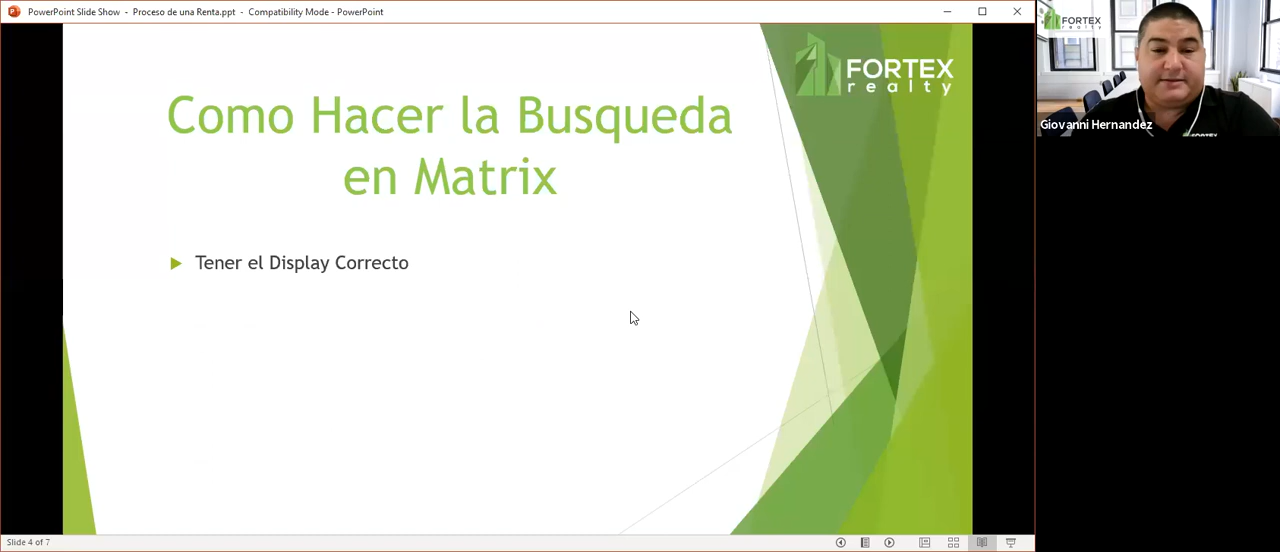 PowerPoint Slide Show - Proceso de una Renta.ppt - Compatibility Mode - PowerPoint
FORTEX
realty
Como Hacer la Busqueda
en Matrix
Tener el Display Correcto
Slide 4 of 7
FORTEX
realty
Giovanni Hernandez
FORTEX